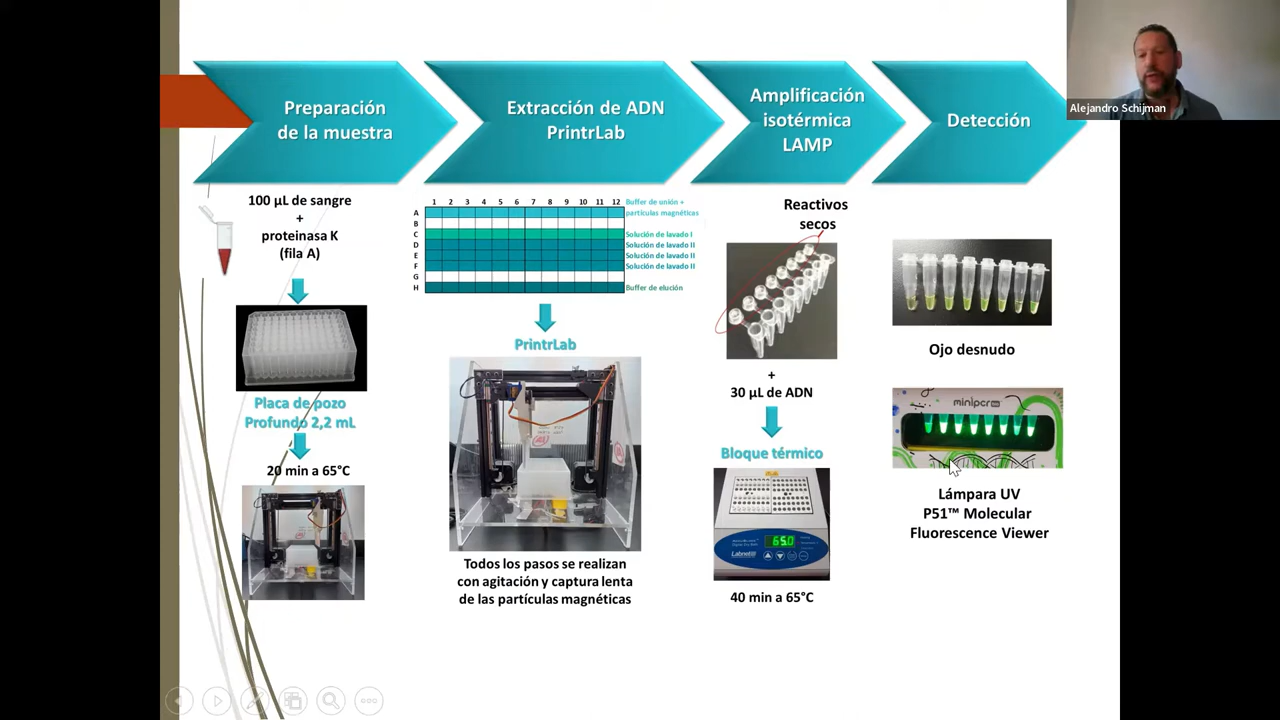 Preparación
de la muestra
Extracción de ADN
PrintrLab
Amplificación
isotérmica
LAMP
Detección
Alejandro Schijman
100 µL de sangre
+
proteinasa K
(fila A)
Placa de pozo
Profundo 2,2 mL
20 min a 65°C
1 2 3 4 5 6 7 8 9 10 11 12
A
B
C
D
E
F
G
H
Buffer de unión +
partículas magnéticas
Solución de lavado I
Solución de lavado II
Solución de lavado II
Solución de lavado II
Buffer de elución
PrintrLab
Todos los pasos se realizan
con agitación y captura lenta
de las partículas magnéticas
Reactivos
secos
+
30 µL de ADN
Bloque térmico
65.0
Labnet
40 min a 65°C
Ojo desnudo
minipcr
Lámpara UV
P51™ Molecular
Fluorescence Viewer